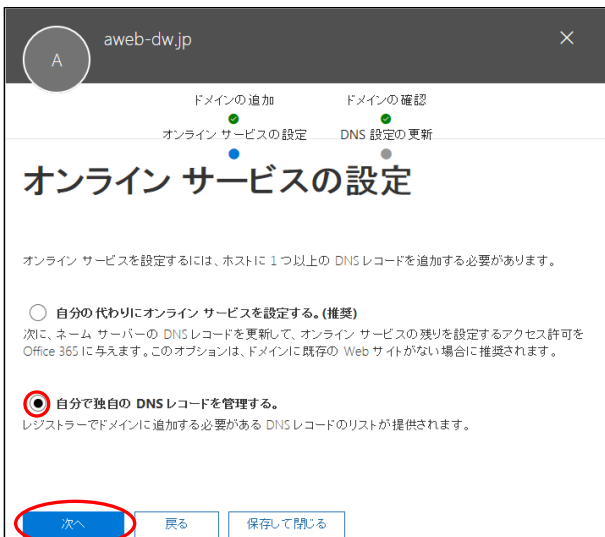 aweb-dw.jp
A
ドメインの追加
ドメインの確認
オンライン サービスの設定
DNS 設定の更新
オンライン サービスの設定
オンライン サービスを設定するには、ホストに 1 つ以上の DNS レコードを追加する必要があります。
自分の代わりにオンライン サービスを設定する。(推奨)
次に、ネーム サーバーの DNS レコードを更新して、オンライン サービスの残りを設定するアクセス許可を
Office 365 に与えます。このオプションは、ドメインに既存の Web サイトがない場合に推奨されます。
自分で独自の DNS レコードを管理する。
レジストラーでドメインに追加する必要がある DNS レコードのリストが提供されます。
次へ
戻る
保存して閉じる